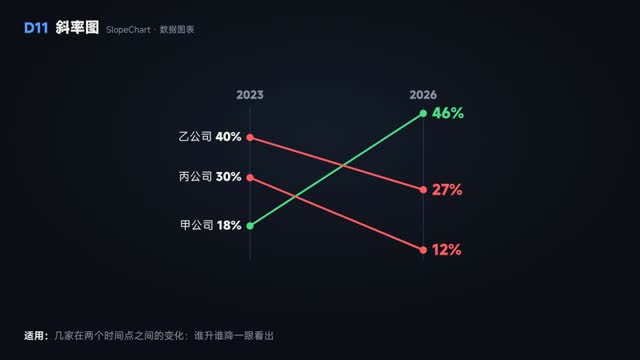 D11 斜率图 SlopeChart · 数据图表
2023 2026
46%
乙公司 40%
丙公司 30%
27%
甲公司 18%
12%
适用：几家在两个时间点之间的变化：谁升谁降一眼看出